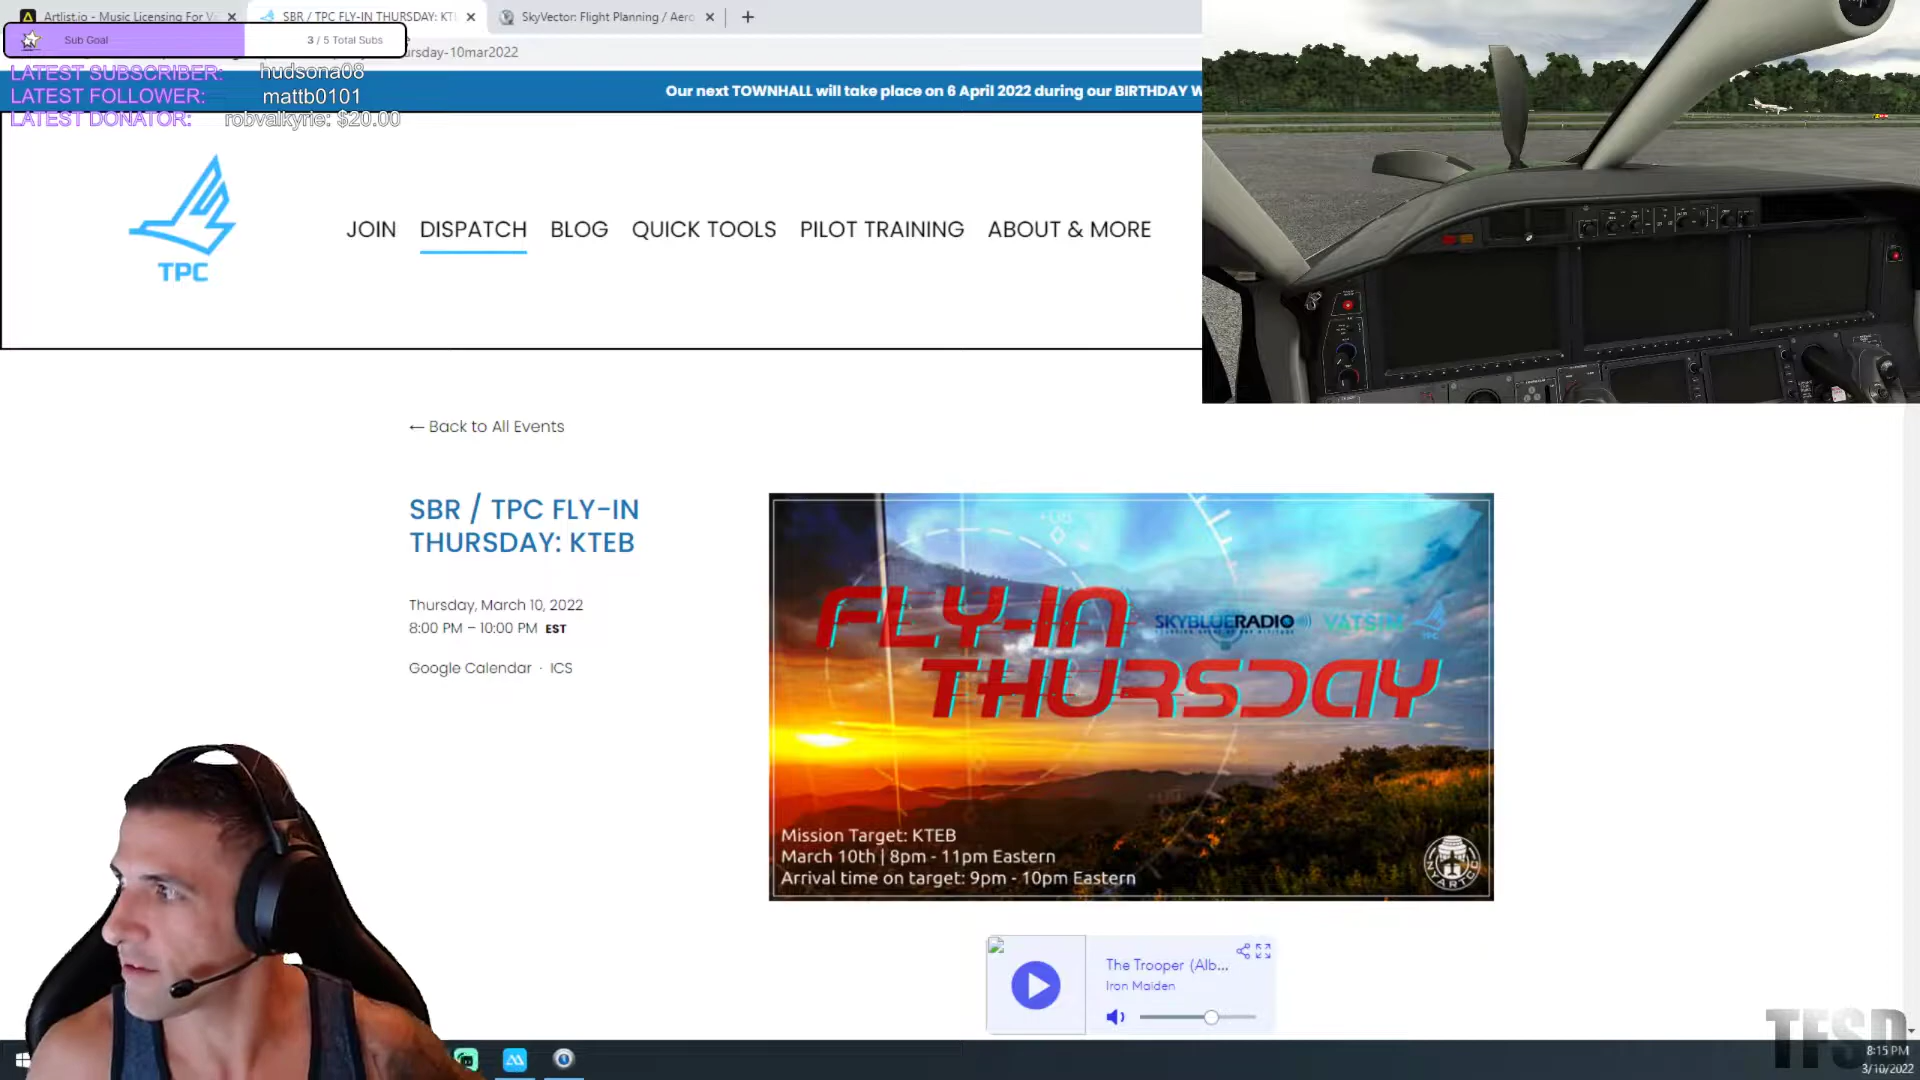 Artlist.io - Music Licensing For V
SBR / TPC FLY-IN THURSDAY: KTE
SkyVector: Flight Planning / Aero
Sub Goal
3 / 5 Total Subs
ursday-10mar2022
LATEST SUBSCRIBER: hudsona08
LATEST FOLLOWER: mattb0101
LATEST DONATOR: robvalkyrie: $20.00
Our next TOWNHALL will take place on 6 April 2022 during our BIRTHDAY W
TPC
JOIN DISPATCH BLOG QUICK TOOLS PILOT TRAINING ABOUT & MORE
← Back to All Events
SBR / TPC FLY-IN
THURSDAY: KTEB
Thursday, March 10, 2022
8:00 PM – 10:00 PM EST
Google Calendar · ICS
FLY-IN
SKYBLUERADIO
VATSIM
THURSDAY
Mission Target: KTEB
March 10th | 8pm - 11pm Eastern
Arrival time on target: 9pm - 10pm Eastern
NYARTCC
The Trooper (Alb...
Iron Maiden
TFSD
8:15 PM
3/10/2022